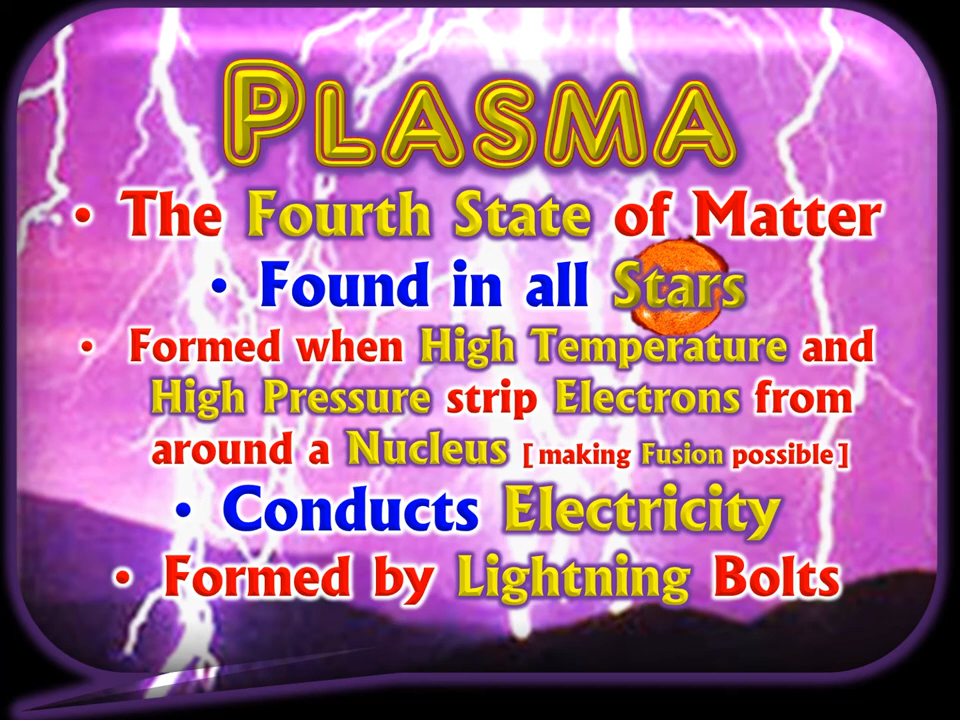 PLASMA
• The Fourth State of Matter
• Found in all Stars
• Formed when High Temperature and
High Pressure strip Electrons from
around a Nucleus [making Fusion possible]
• Conducts Electricity
• Formed by Lightning Bolts